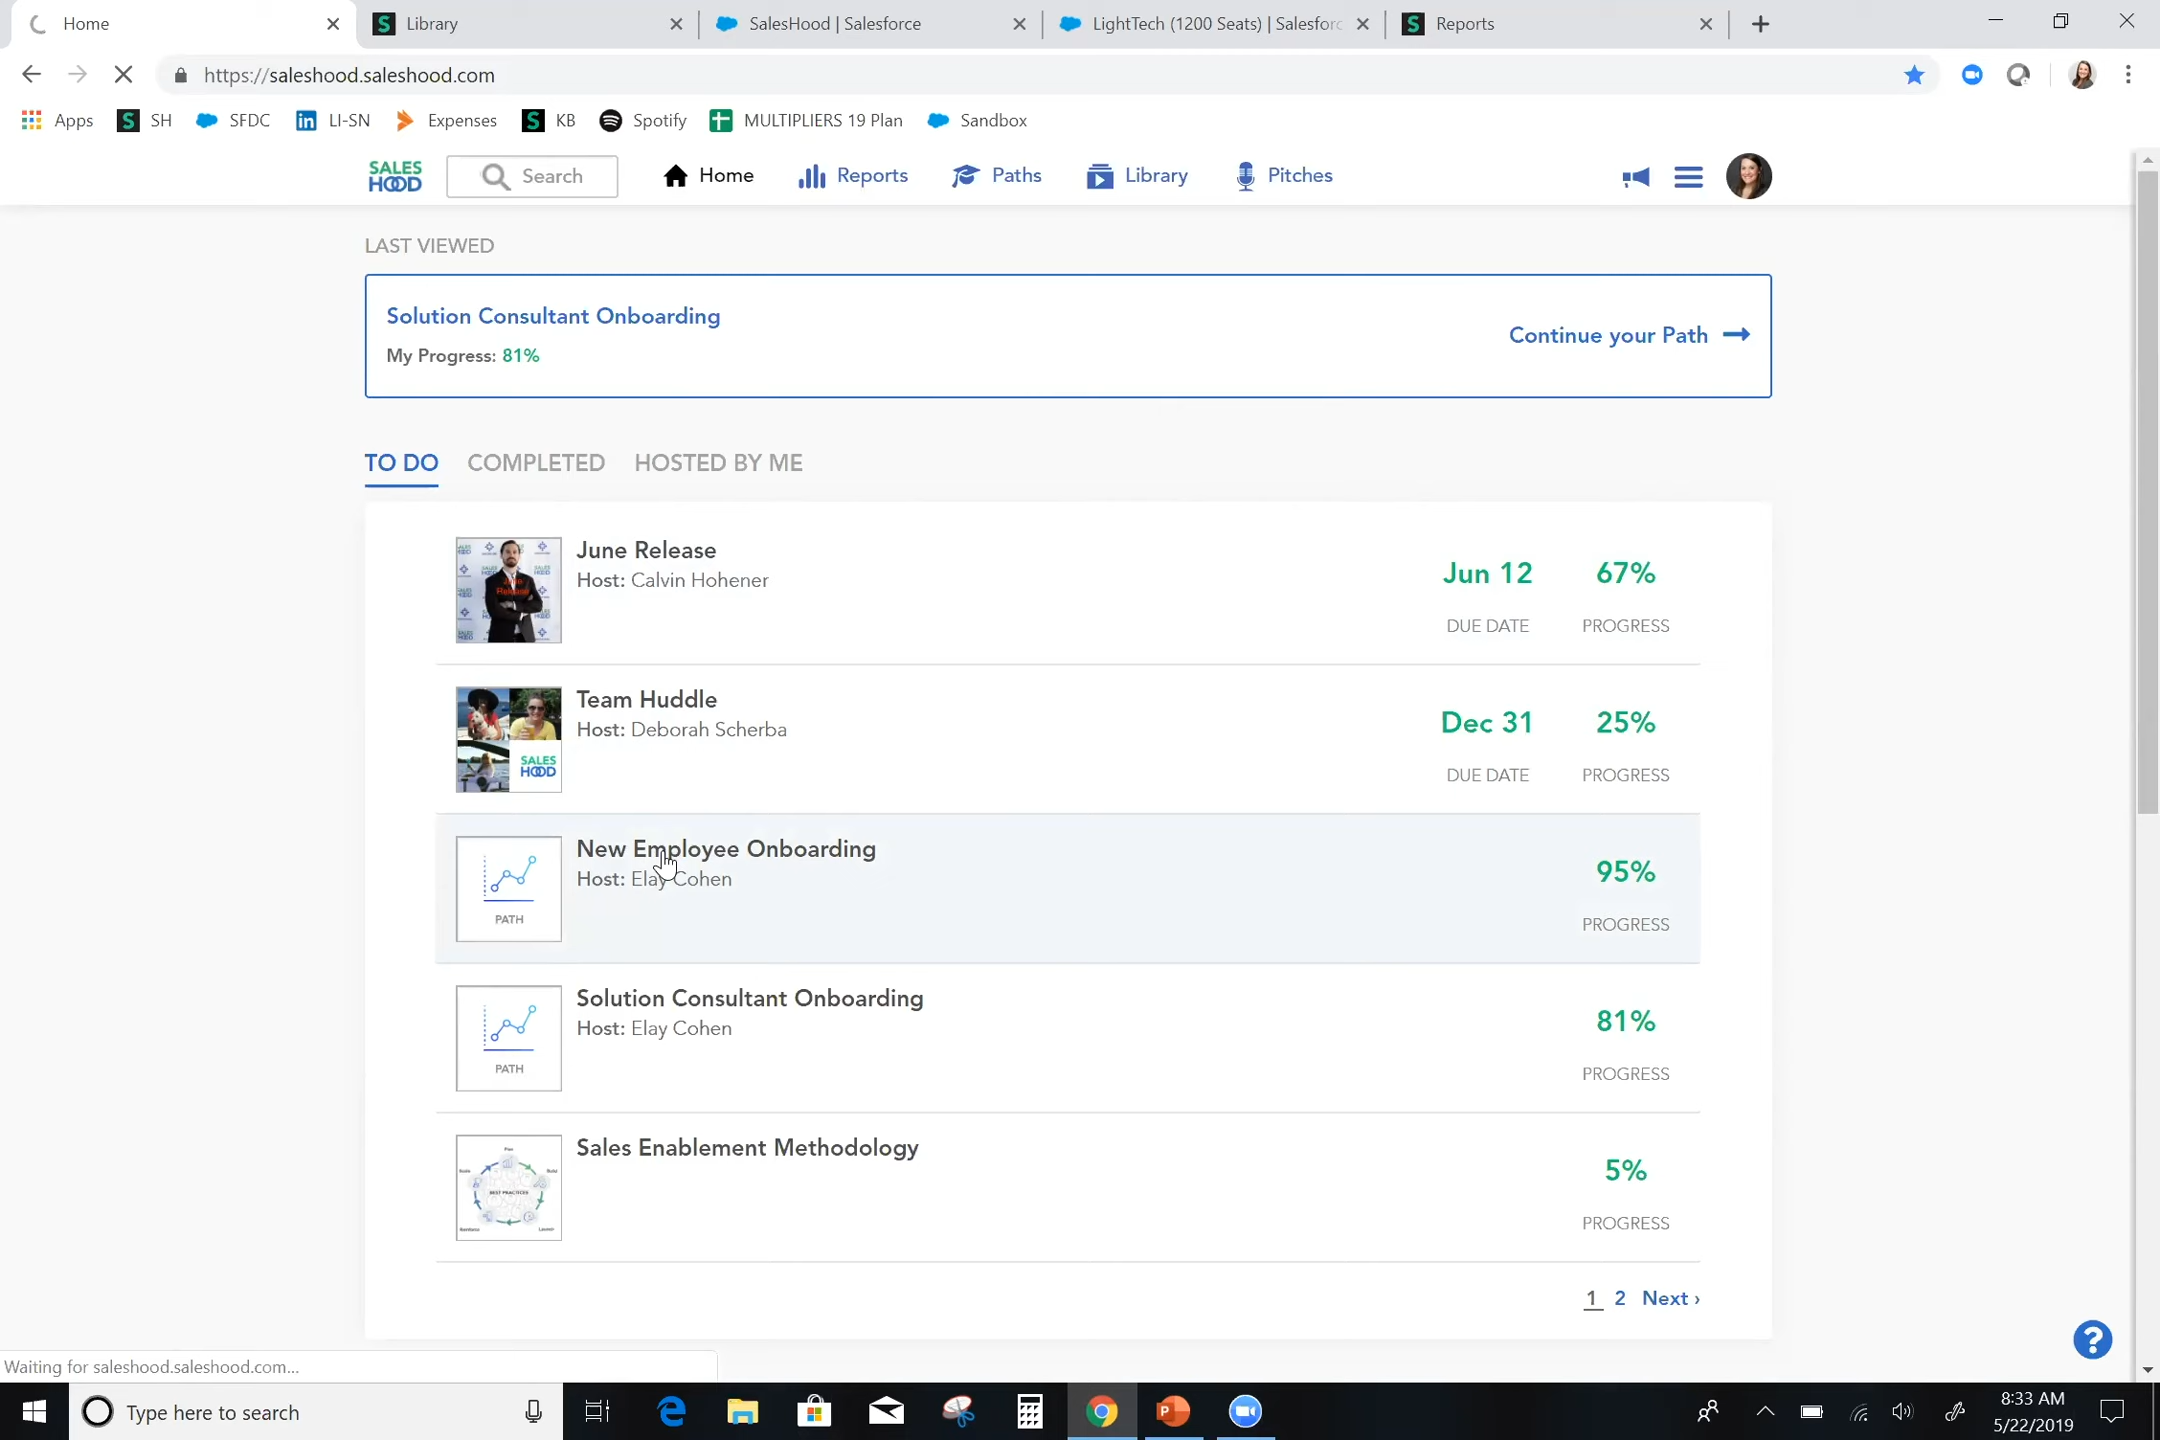 Home
Library
SalesHood | Salesforce
LightTech (1200 Seats) | Salesforc
Reports
https://saleshood.saleshood.com
Apps
SH
SFDC
LI-SN
Expenses
KB
Spotify
MULTIPLIERS 19 Plan
Sandbox
SALES
HOOD
Search
Home
Reports
Paths
Library
Pitches
LAST VIEWED
Solution Consultant Onboarding
My Progress: 81%
Continue your Path
TO DO
COMPLETED
HOSTED BY ME
June Release
Host: Calvin Hohener
Jun 12
DUE DATE
67%
PROGRESS
Team Huddle
Host: Deborah Scherba
SALES
HOOD
Dec 31
DUE DATE
25%
PROGRESS
PATH
New Employee Onboarding
Host: Elay Cohen
95%
PROGRESS
PATH
Solution Consultant Onboarding
Host: Elay Cohen
81%
PROGRESS
BEST PRACTICES
Sales Enablement Methodology
5%
PROGRESS
1 2 Next ›
Waiting for saleshood.saleshood.com...
Type here to search
8:33 AM
5/22/2019